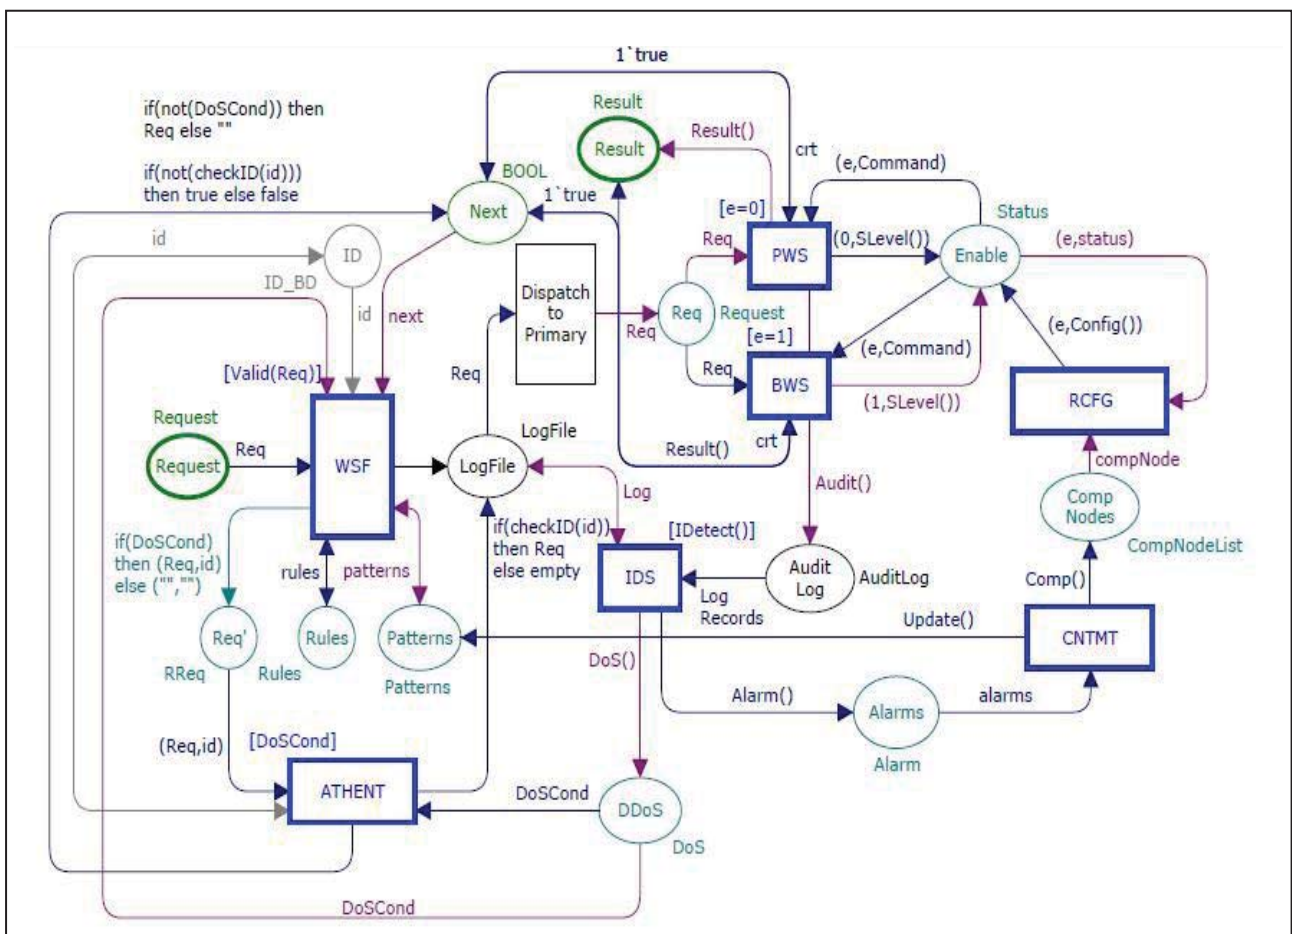 1`true
if(not(DoSCond)) then
Req else ""
Result
Result
Result()
crt
if(not(checkID(id)))
then true else false
BOOL
Next
1`true
(e,Command)
[e=0]
Status
id
ID
Req
PWS
(0,SLevel())
Enable
(e,status)
ID_BD
id
next
Dispatch
to
Primary
Req
Req
Request
[e=1]
(e,Config())
[Valid(Req)]
Req
Req
BWS
(e,Command)
(1,SLevel())
RCFG
Request
Request
Req
WSF
LogFile
LogFile
Result()
crt
compNode
Log
Audit()
Comp
Nodes
CompNodeList
if(DoSCond)
then (Req,id)
else ("","")
rules
patterns
if(checkID(id))
then Req
else empty
[IDetect()]
IDS
Log
Records
Audit
Log
AuditLog
Comp()
Req'
RReq
Rules
Rules
Patterns
Patterns
Update()
CNTMT
DoS()
Alarm()
Alarms
Alarm
alarms
(Req,id)
[DoSCond]
ATHENT
DoSCond
DDoS
DoS
DoSCond